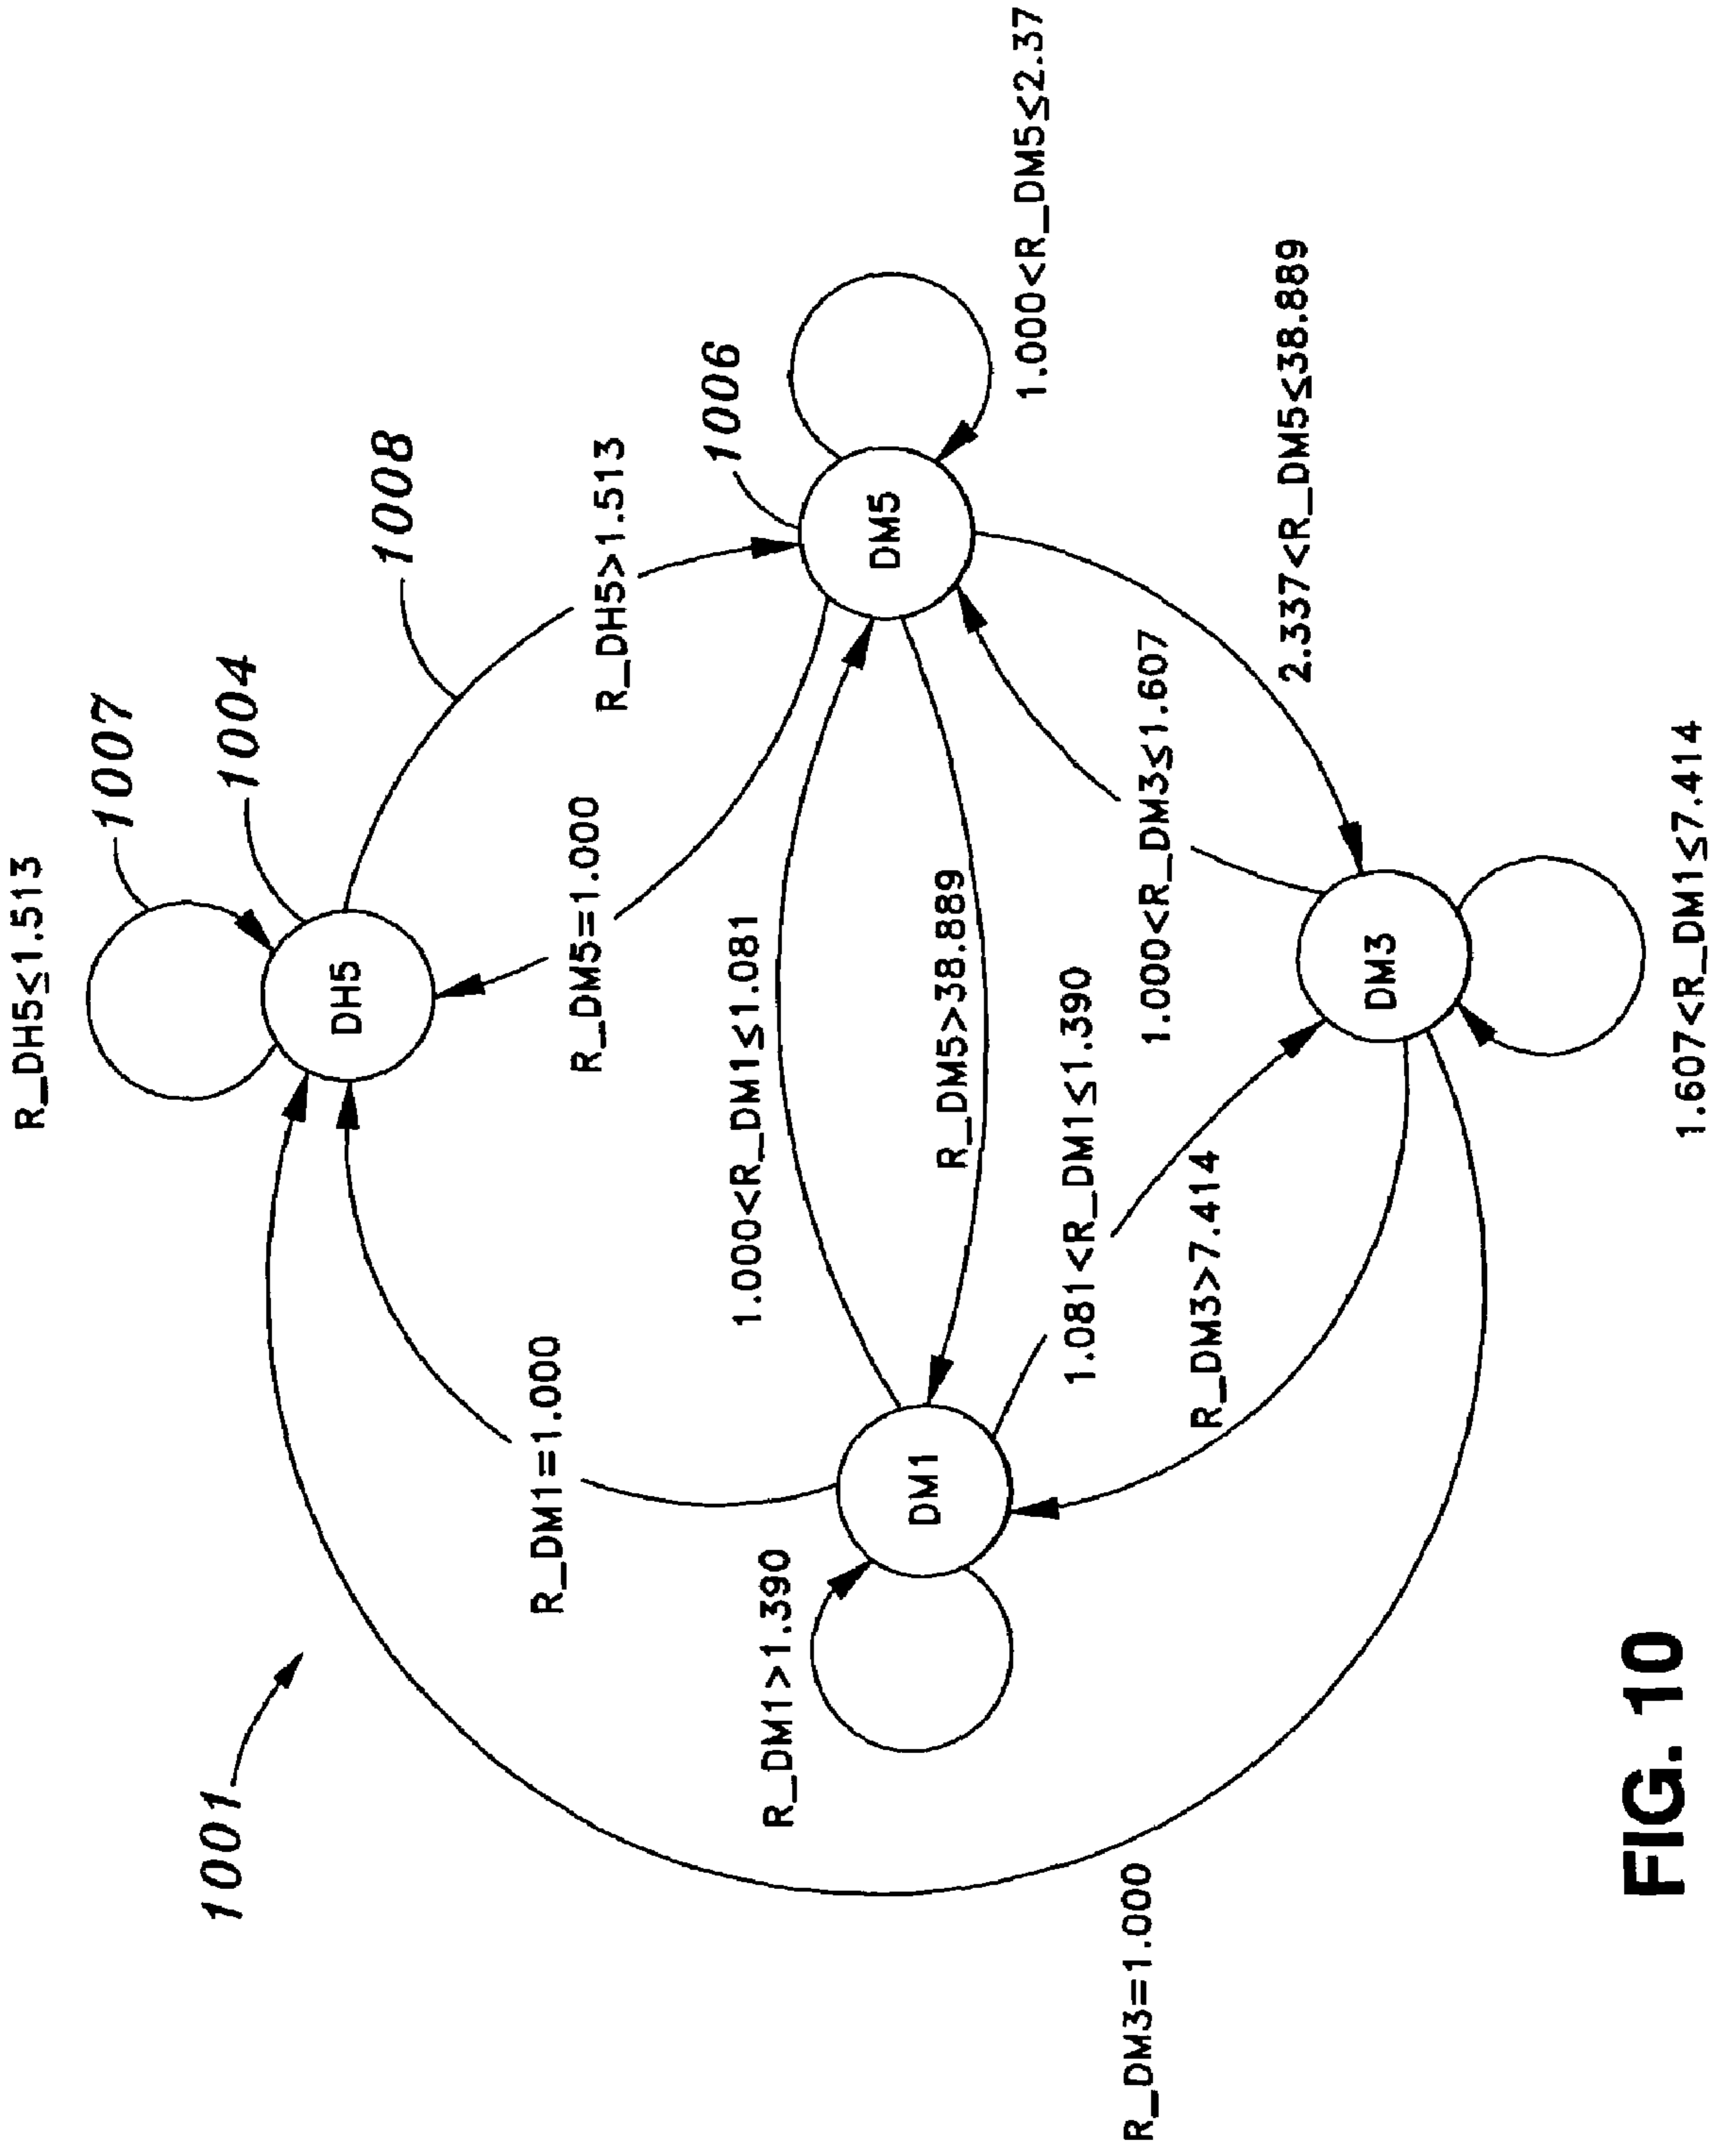 R_DH5≤1.513
1007
1004
1008
1001
DH5
R_DH5>1.513
1006
R_DM5=1.000
R_DM1=1.000
DM5
1.000<R_DM1≤1.081
R_DM1>1.390
DM1
R_DM5>38.889
1.000<R_DM5≤2.37
1.081<R_DM1≤1.390
1.000<R_DM3≤1.607
R_DM3=1.000
R_DM3>7.414
2.337<R_DM5≤38.889
DM3
1.607<R_DM1≤7.414
FIG. 10